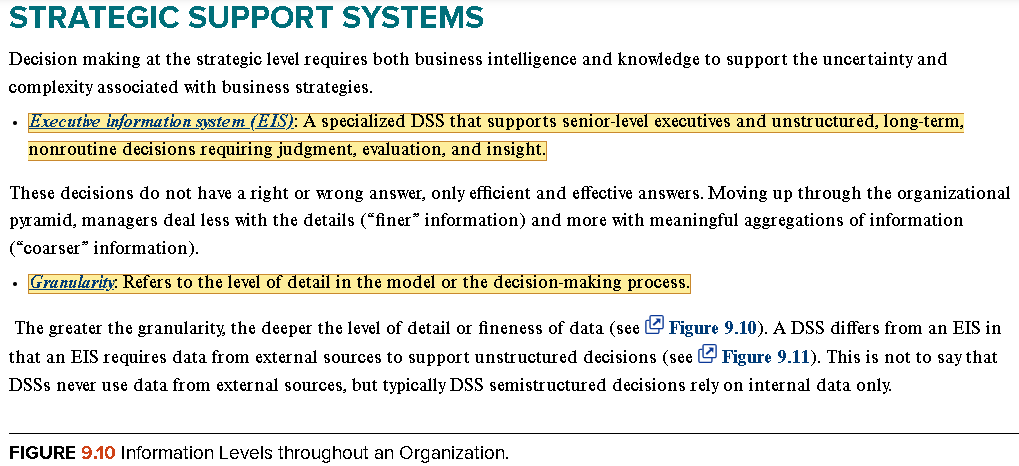 STRATEGIC SUPPORT SYSTEMS
Decision making at the strategic level requires both business intelligence and knowledge to support the uncertainty and
complexity associated with business strategies.
• Executive information system (EIS): A specialized DSS that supports senior-level executives and unstructured, long-term,
nonroutine decisions requiring judgment, evaluation, and insight.
These decisions do not have a right or wrong answer, only efficient and effective answers. Moving up through the organizational
pyramid, managers deal less with the details (“finer” information) and more with meaningful aggregations of information
(“coarser” information).
• Granularity: Refers to the level of detail in the model or the decision-making process.
The greater the granularity, the deeper the level of detail or fineness of data (see Figure 9.10). A DSS differs from an EIS in
that an EIS requires data from external sources to support unstructured decisions (see Figure 9.11). This is not to say that
DSSs never use data from external sources, but typically DSS semistructured decisions rely on internal data only.
FIGURE 9.10 Information Levels throughout an Organization.